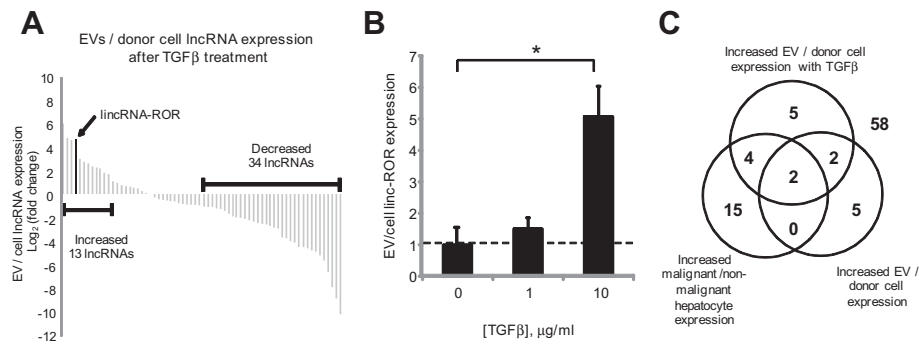 A
EVs / donor cell lncRNA expression
after TGFβ treatment
EV / cell lncRNA expression
Log2 (fold change)
10
8
6
4
2
0
-2
-4
-6
-8
-10
-12
lincRNA-ROR
Decreased
34 lncRNAs
Increased
13 lncRNAs
B
EV/cell linc-ROR expression
7
6
5
4
3
2
1
0
*
0
1
10
[TGFβ], μg/ml
C
Increased EV / donor cell
expression with TGFβ
5
58
4
2
2
15
0
5
Increased
malignant/non-
malignant
hepatocyte
expression
Increased EV /
donor cell
expression